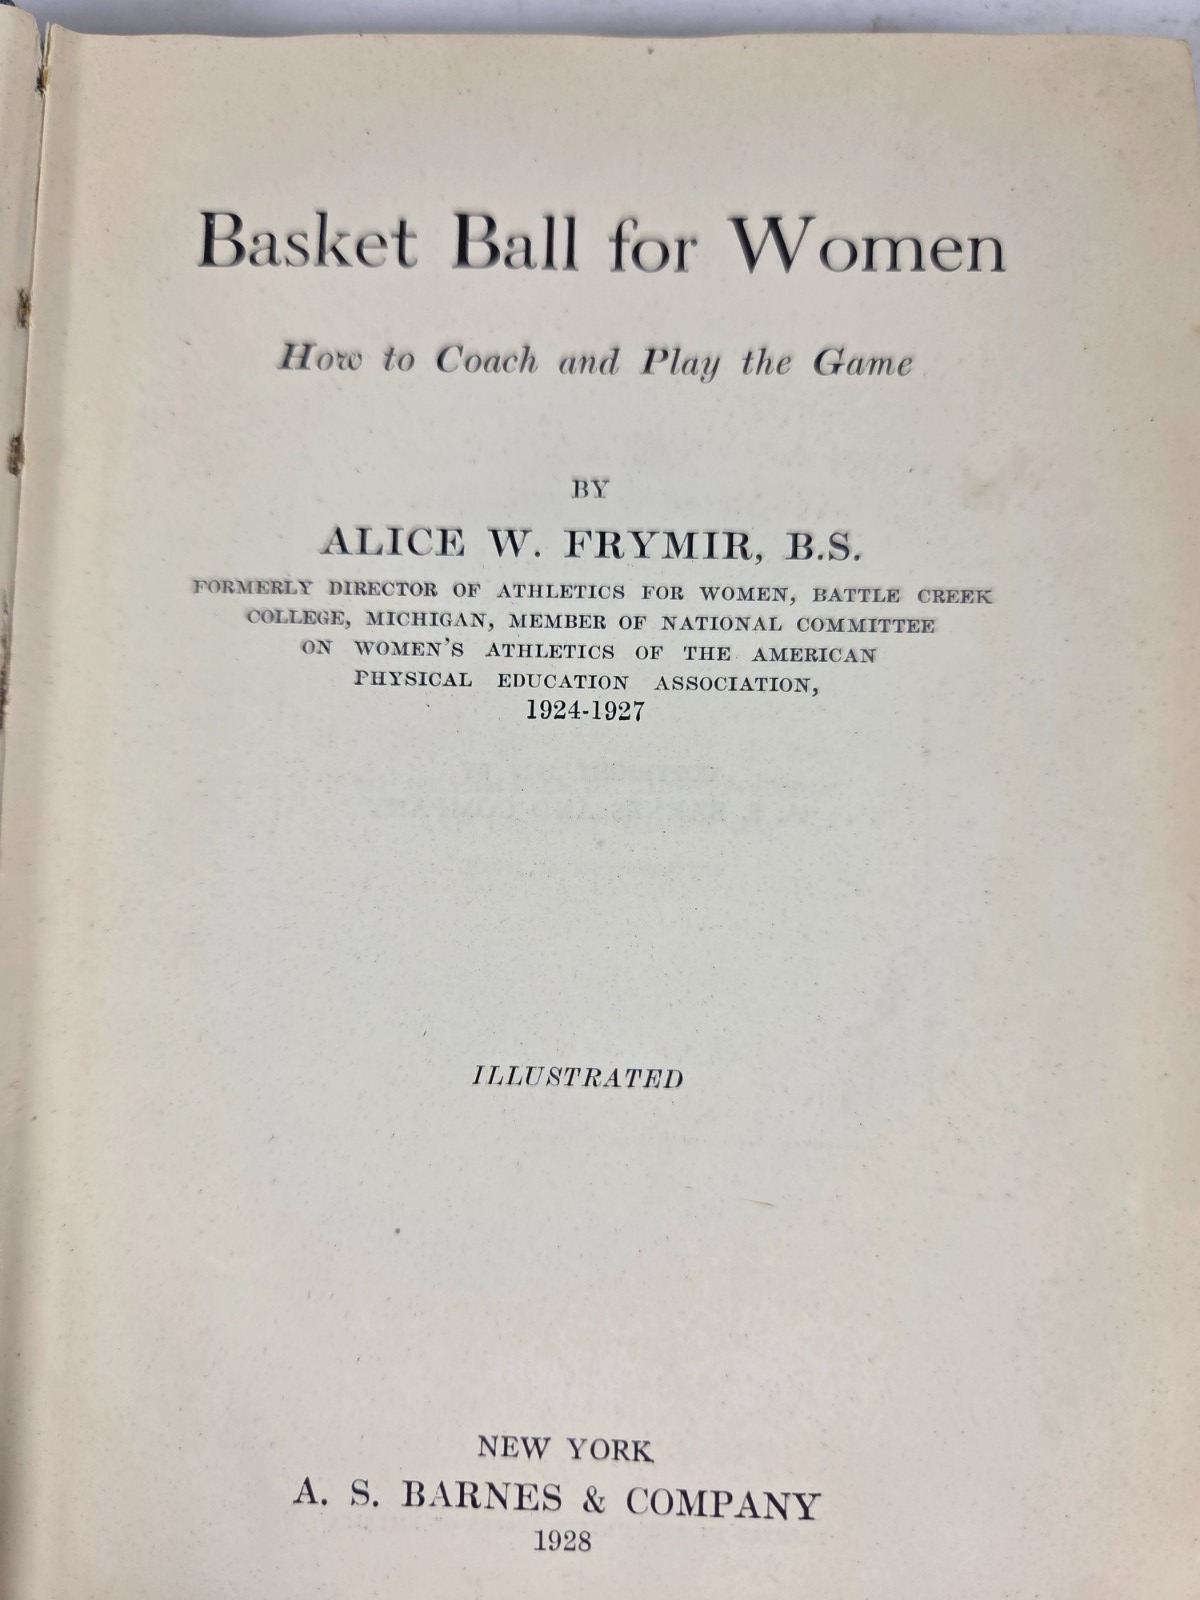 Basket Ball for Women
How to Coach and Play the Game
BY
ALICE W. FRYMIR, B.S.
FORMERLY DIRECTOR OF ATHLETICS FOR WOMEN, BATTLE CREEK
COLLEGE, MICHIGAN, MEMBER OF NATIONAL COMMITTEE
ON WOMEN'S ATHLETICS OF THE AMERICAN
PHYSICAL EDUCATION ASSOCIATION,
1924-1927
ILLUSTRATED
NEW YORK
A. S. BARNES & COMPANY
1928